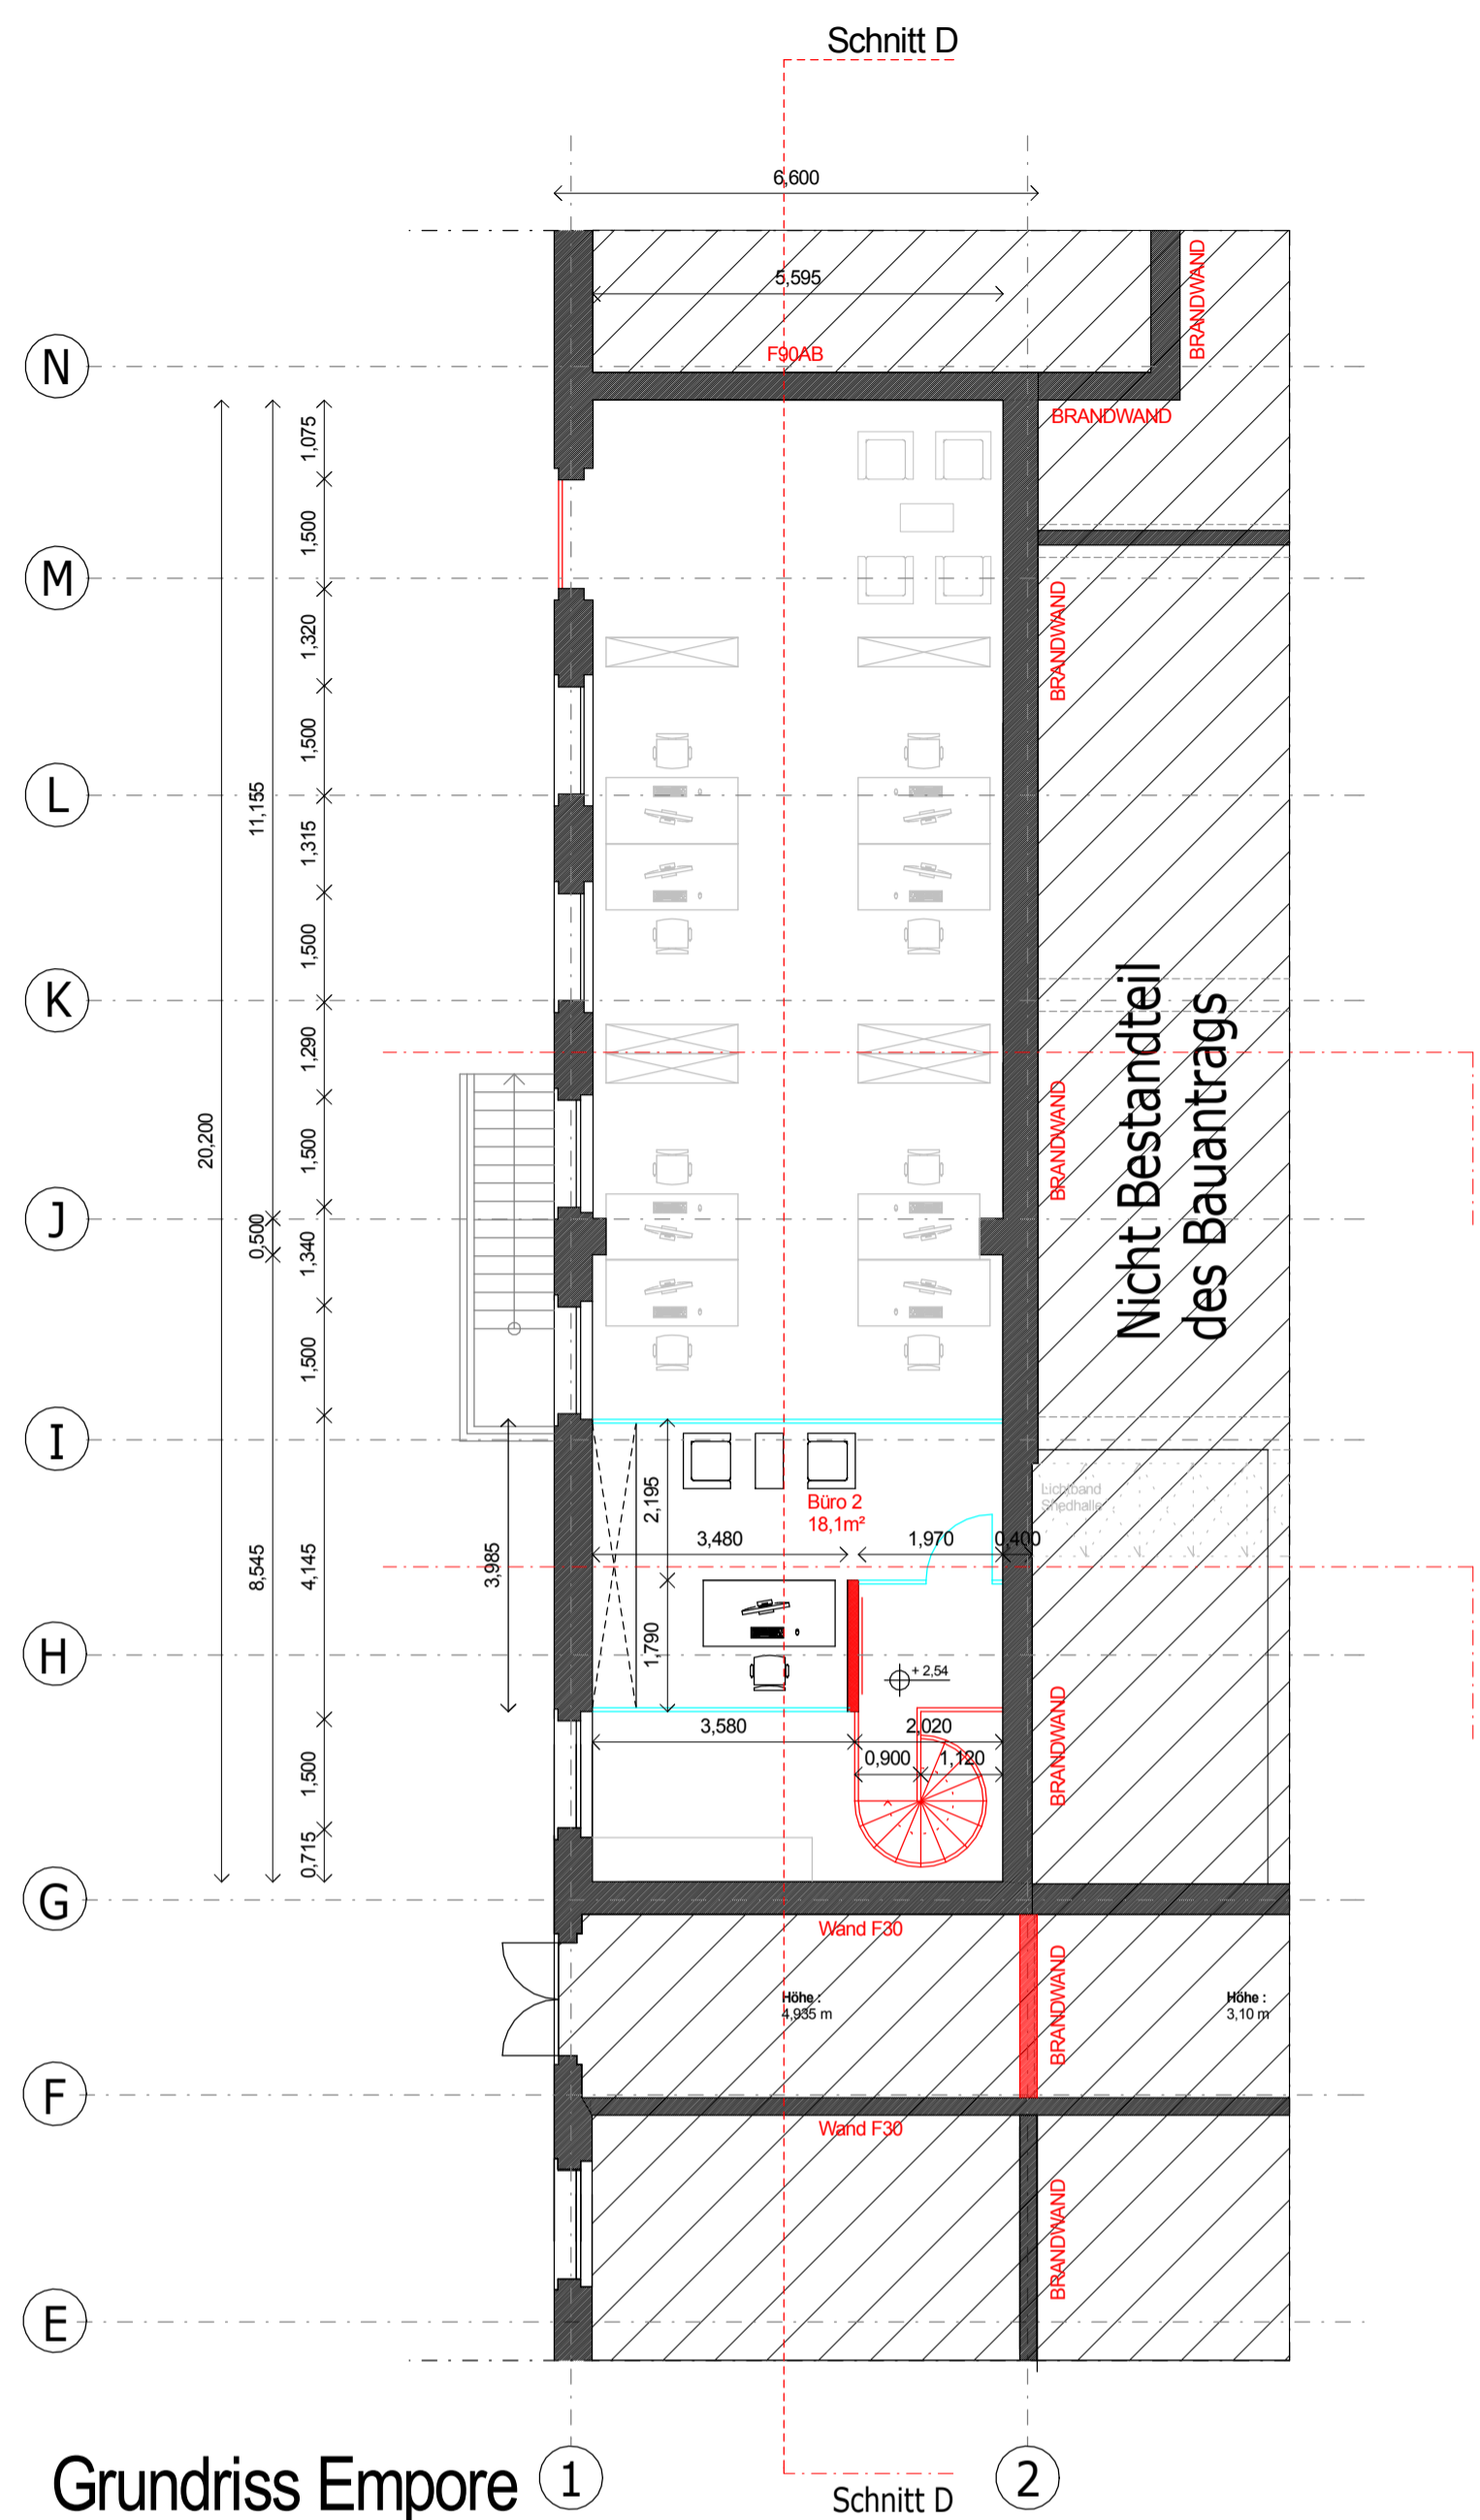 Schnitt D
6,600
5,595
BRANDWAND
F90AB
N
BRANDWAND
1,075
1,500
M
BRANDWAND
1,320
1,500
L
11,155
1,315
1,500
K
Nicht Bestandteil
des Bauantrags
1,290
BRANDWAND
20,200
1,500
J
0,500
1,340
1,500
I
2,195
Lichtband
Shedhalle
Büro 2
18,1m²
3,480
1,970
0,400
8,545
4,145
3,985
H
1,790
+ 2,54
BRANDWAND
3,580
2,020
0,900
1,120
1,500
0,715
G
Wand F30
BRANDWAND
Höhe :
4,935 m
Höhe :
3,10 m
F
Wand F30
BRANDWAND
E
Grundriss Empore
1
2
Schnitt D